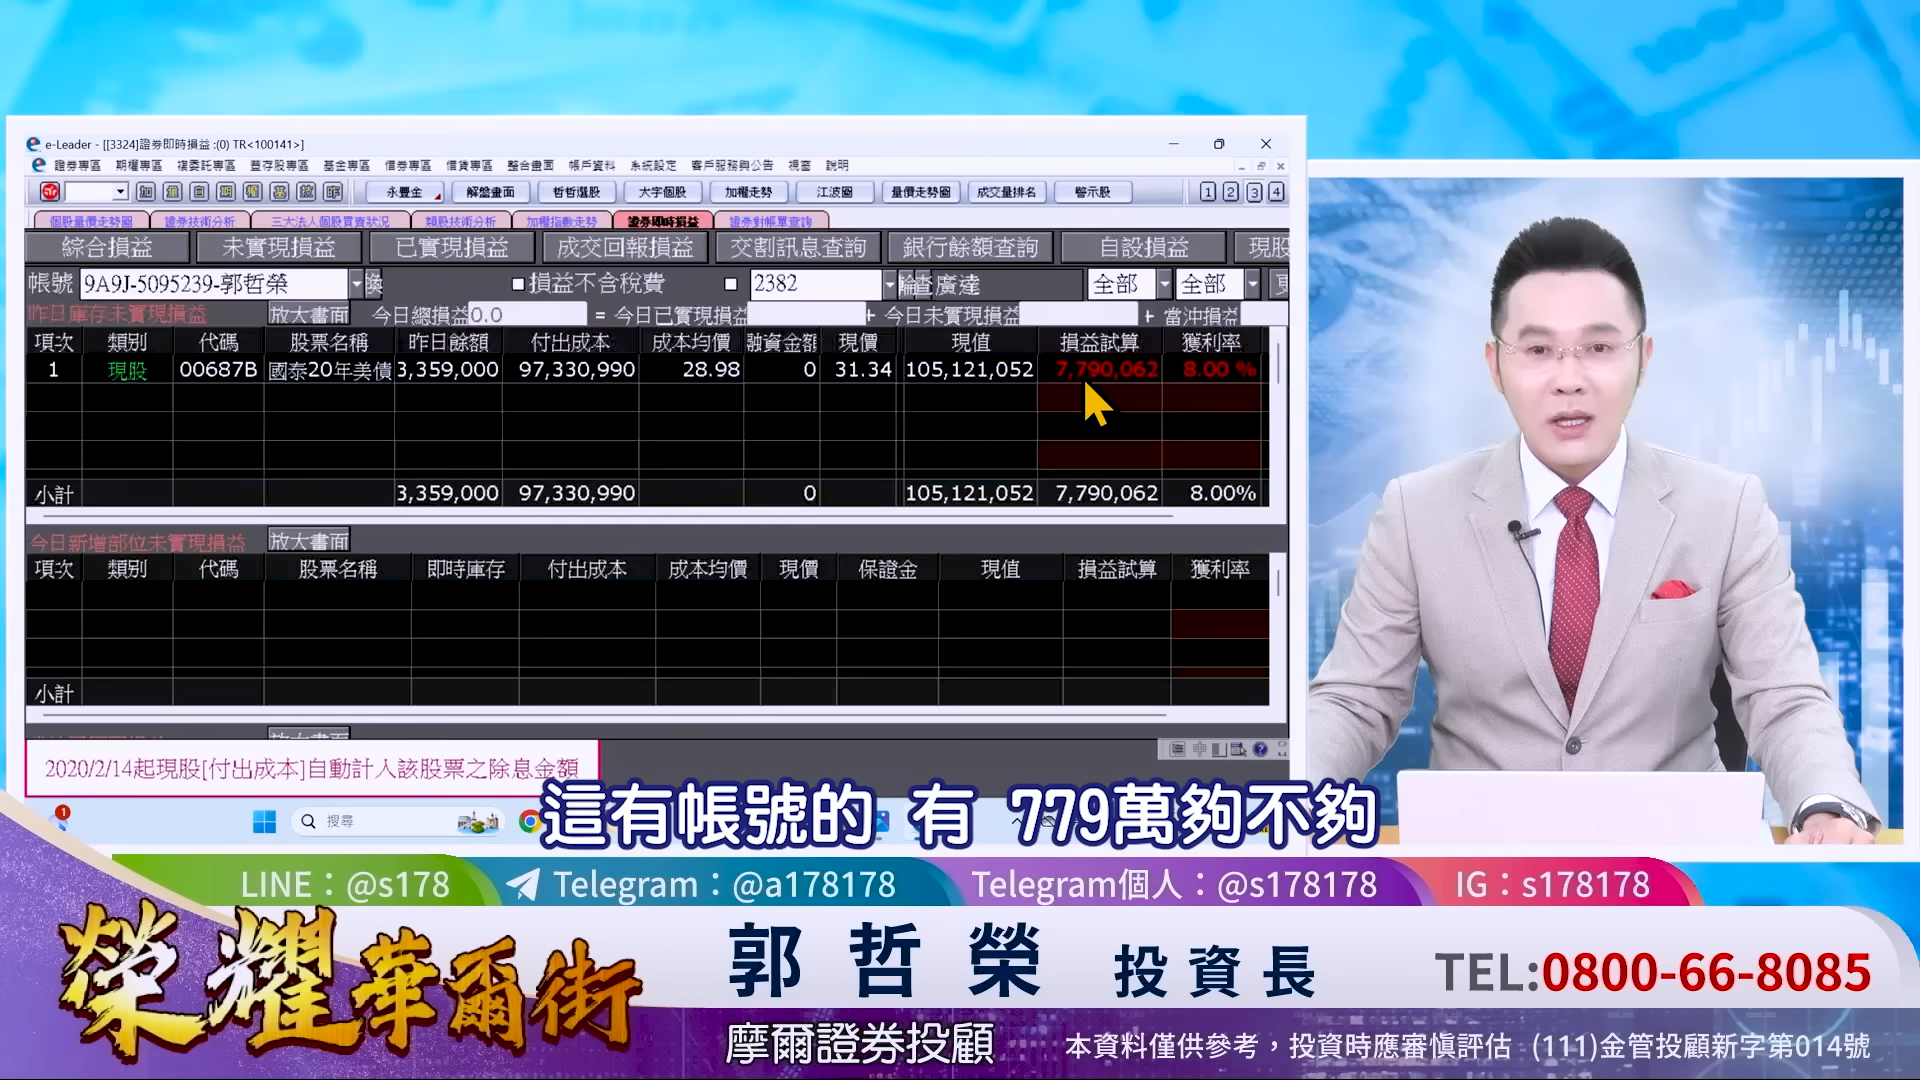 e-Leader - [[3324]證券即時損益 :(0) TR<100141>]
證券專區 期權專區 複委託專區 豐存股專區 基金專區 借券專區 借貸專區 整合畫面 帳戶資料 系統設定 客戶服務與公告 視窗 說明
永豐金 解盤畫面 哲哲選股 大字個股 加權走勢 江波圖 量價走勢圖 成交量排名 警示股 1 2 3 4
個股量價走勢圖 證券技術分析 三大法人個股買賣狀況 類股技術分析 加權指數走勢 證券即時損益 證券對帳單查詢
綜合損益 未實現損益 已實現損益 成交回報損益 交割訊息查詢 銀行餘額查詢 自設損益 現股
帳號 9A9J-5095239-郭哲榮 損益不含稅費 2382 廣達 全部 全部
昨日庫存未實現損益 放大畫面 今日總損益 0.0 = 今日已實現損益 + 今日未實現損益 + 當沖損益
項次 類別 代碼 股票名稱 昨日餘額 付出成本 成本均價 融資金額 現價 現值 損益試算 獲利率
1 現股 00687B 國泰20年美債 3,359,000 97,330,990 28.98 0 31.34 105,121,052 7,790,062 8.00 %
小計 3,359,000 97,330,990 0 105,121,052 7,790,062 8.00%
今日新增部位未實現損益 放大畫面
項次 類別 代碼 股票名稱 即時庫存 付出成本 成本均價 現價 保證金 現值 損益試算 獲利率
小計
放大畫面
2020/2/14起現股[付出成本]自動計入該股票之除息金額
1
搜尋
這有帳號的 有 779萬夠不夠
LINE：@s178 Telegram：@a178178 Telegram個人：@s178178 IG：s178178
榮耀華爾街
郭哲榮 投資長 TEL:0800-66-8085
摩爾證券投顧 本資料僅供參考，投資時應審慎評估 (111)金管投顧新字第014號